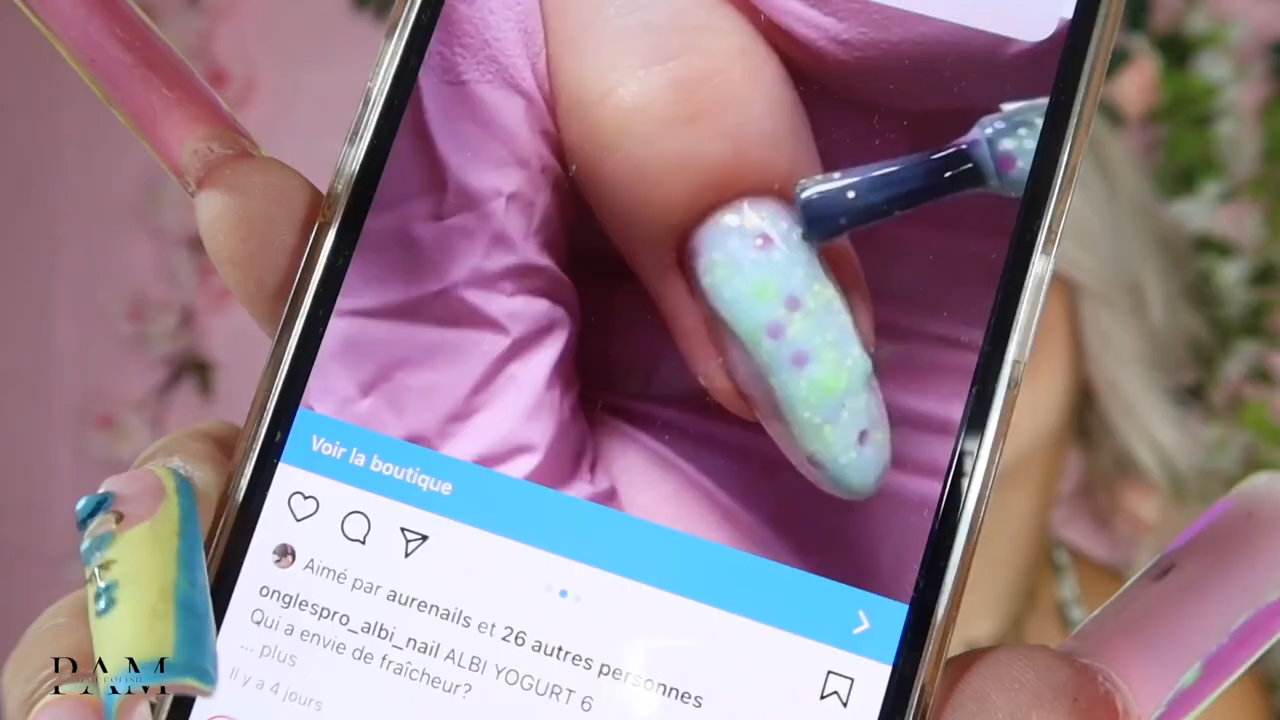 Voir la boutique
Aimé par aurenails et 26 autres personnes
onglespro_albi_nail ALBI YOGURT 6
Qui a envie de fraîcheur?
... plus
Il y a 4 jours
PAM